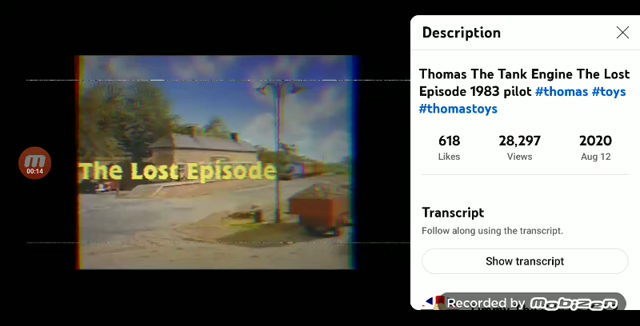 Description
Thomas The Tank Engine The Lost
Episode 1983 pilot #thomas #toys
#thomastoys
618
28,297
2020
Likes
Views
Aug 12
The Lost Episode
00:14
Transcript
Follow along using the transcript.
Show transcript
Recorded by Mobizen